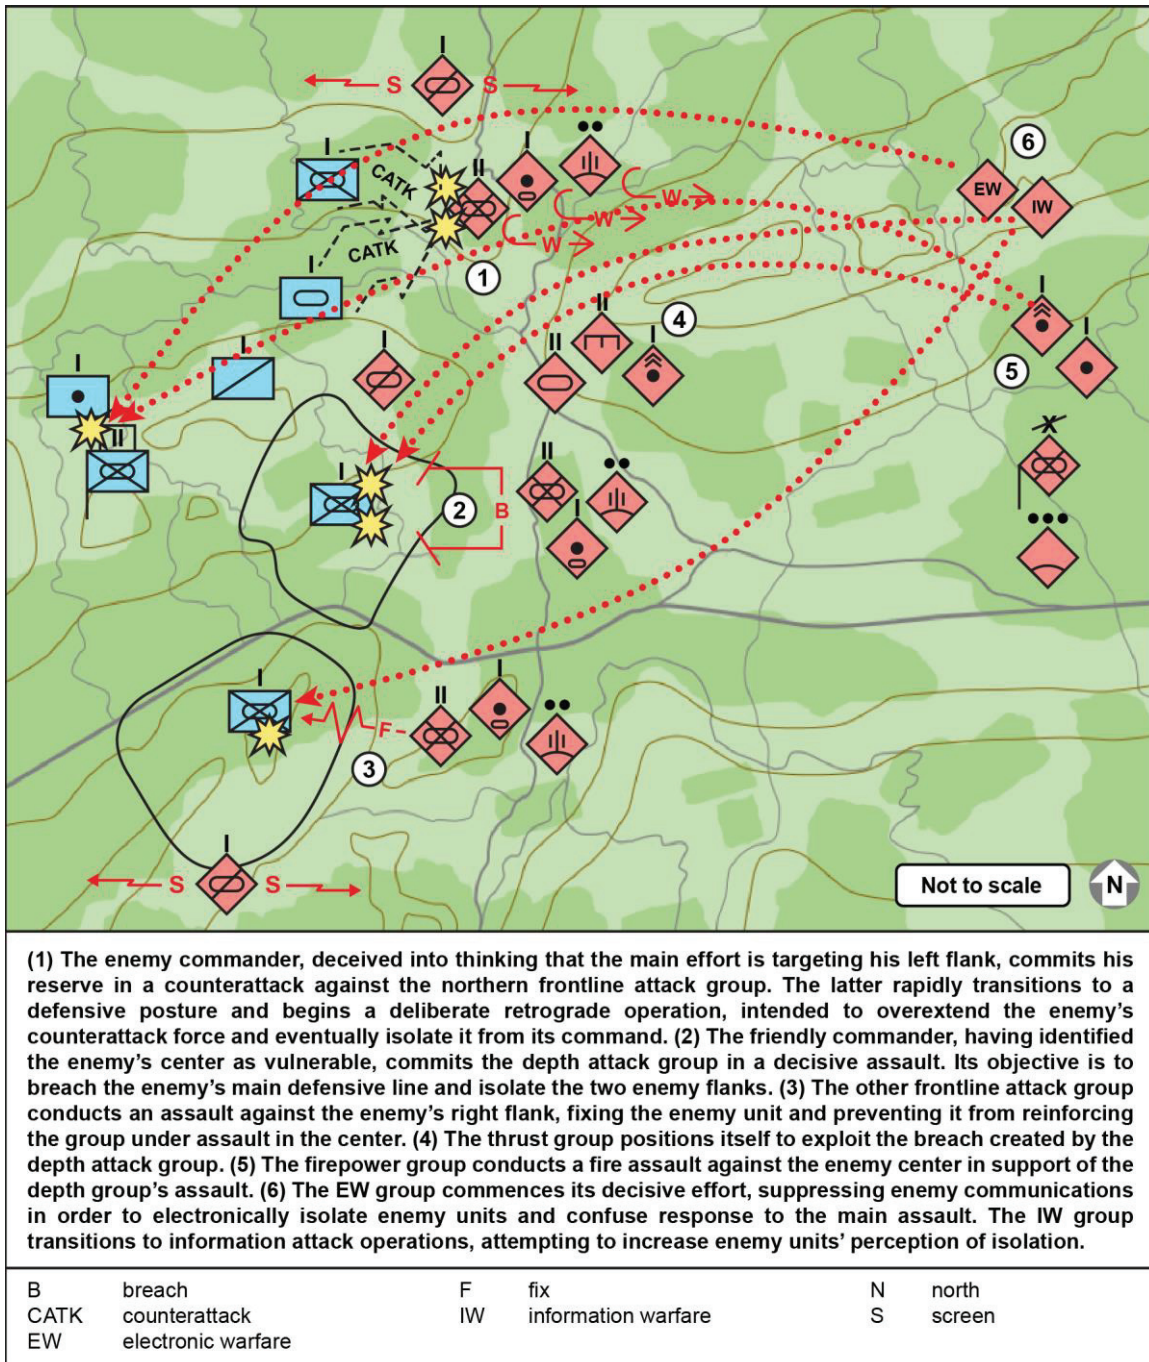 I
S S
I
I
II
I
6
EW
IW
CATK
W
W
W
CATK
1
I
I
I
II
4
I
I
I
5
I
II
I
II
X
2
B
I
I
II
I
F
3
I
S S
Not to scale
N
(1) The enemy commander, deceived into thinking that the main effort is targeting his left flank, commits his
reserve in a counterattack against the northern frontline attack group. The latter rapidly transitions to a
defensive posture and begins a deliberate retrograde operation, intended to overextend the enemy's
counterattack force and eventually isolate it from its command. (2) The friendly commander, having identified
the enemy's center as vulnerable, commits the depth attack group in a decisive assault. Its objective is to
breach the enemy's main defensive line and isolate the two enemy flanks. (3) The other frontline attack group
conducts an assault against the enemy's right flank, fixing the enemy unit and preventing it from reinforcing
the group under assault in the center. (4) The thrust group positions itself to exploit the breach created by the
depth attack group. (5) The firepower group conducts a fire assault against the enemy center in support of the
depth group's assault. (6) The EW group commences its decisive effort, suppressing enemy communications
in order to electronically isolate enemy units and confuse response to the main assault. The IW group
transitions to information attack operations, attempting to increase enemy units' perception of isolation.
B breach F fix N north
CATK counterattack IW information warfare S screen
EW electronic warfare